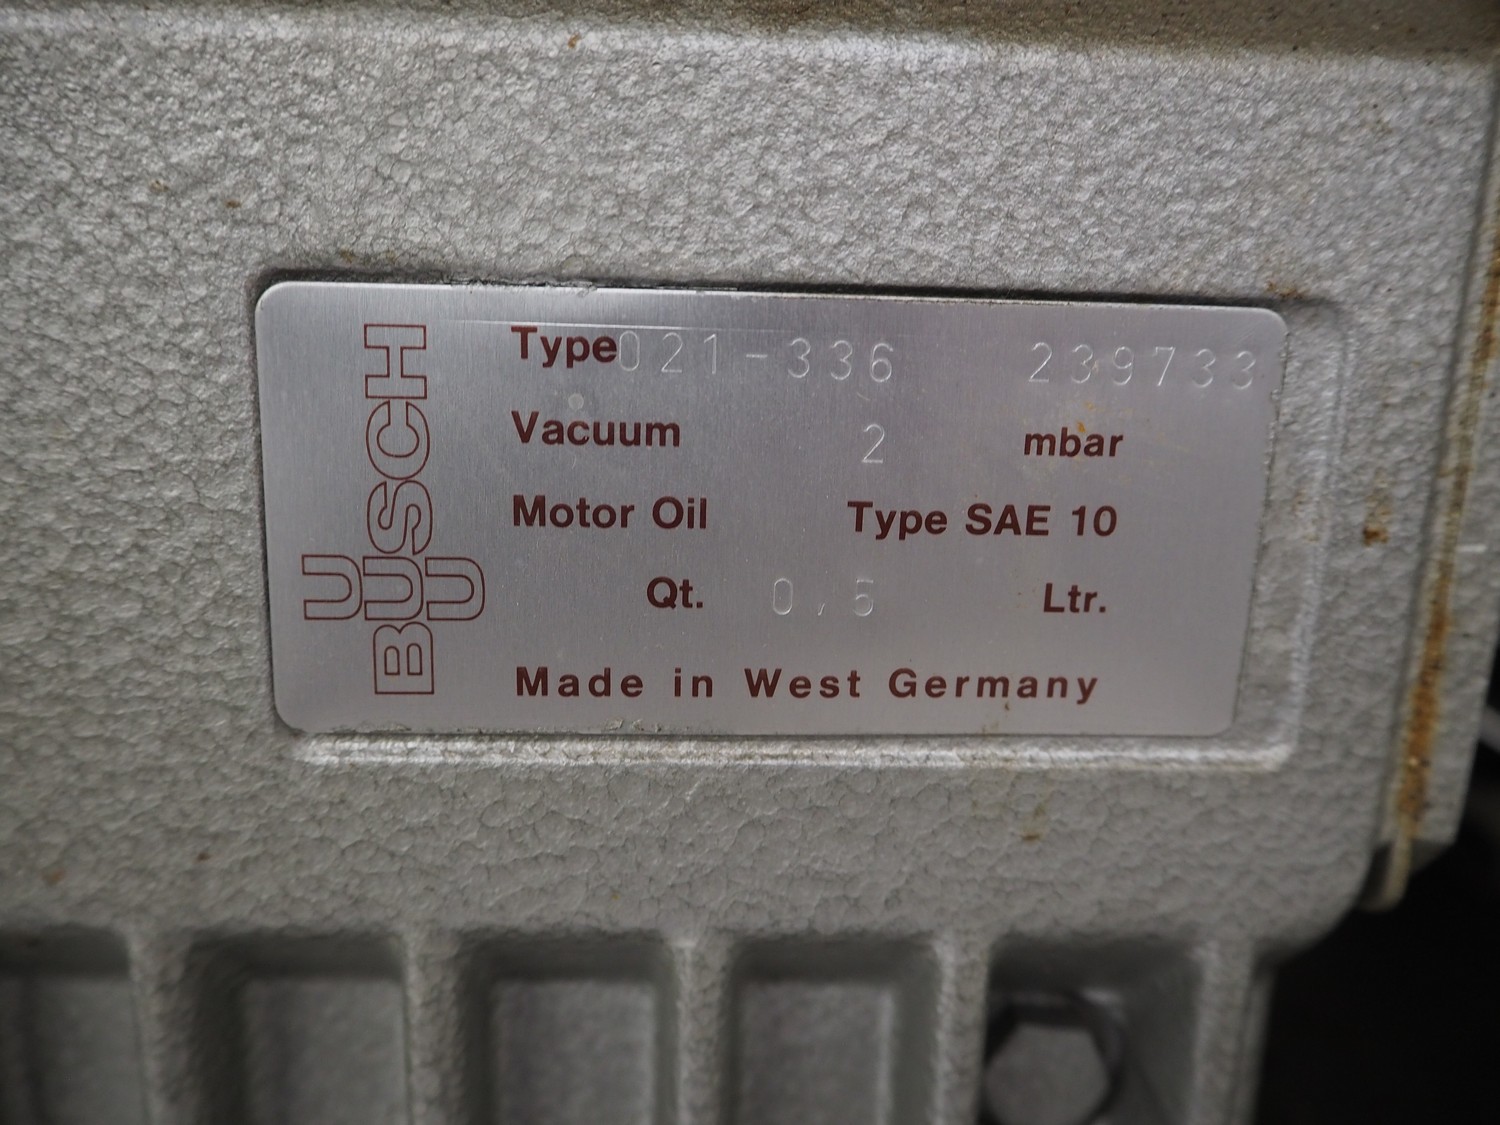 BUSCH
U U
Type 021-336 239733
Vacuum 2 mbar
Motor Oil Type SAE 10
Qt. 0,5 Ltr.
Made in West Germany